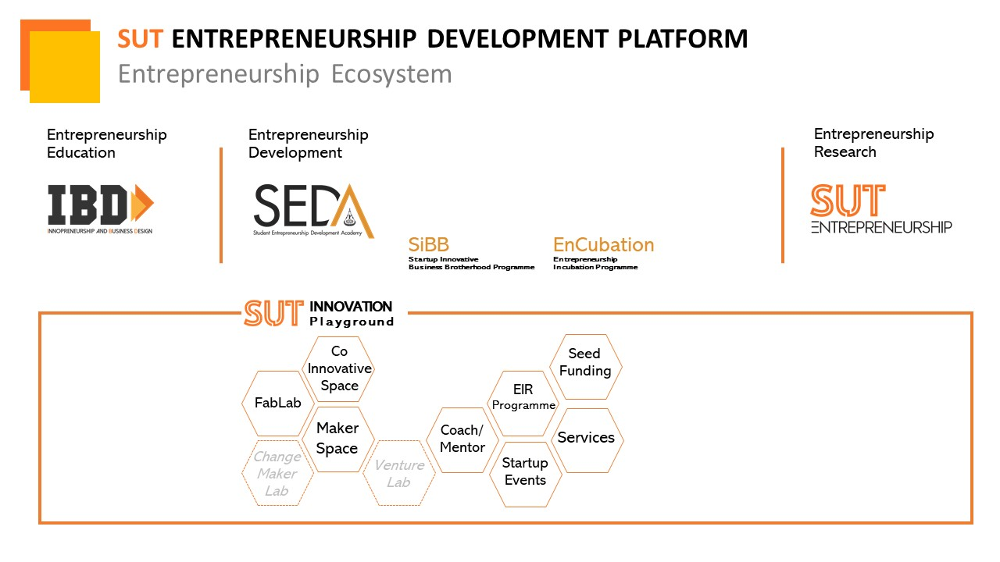 SUT ENTREPRENEURSHIP DEVELOPMENT PLATFORM
Entrepreneurship Ecosystem
Entrepreneurship
Education
IBD
INNOPRENEURSHIP AND BUSINESS DESIGN
Entrepreneurship
Development
SEDA
Student Entrepreneurship Development Academy
SiBB
Startup Innovative
Business Brotherhood Programme
EnCubation
Entrepreneurship
Incubation Programme
Entrepreneurship
Research
SUT
ENTREPRENEURSHIP
SUT INNOVATION
Playground
Co
Innovative
Space
FabLab
Maker
Space
Change
Maker
Lab
Venture
Lab
Coach/
Mentor
EIR
Programme
Startup
Events
Seed
Funding
Services